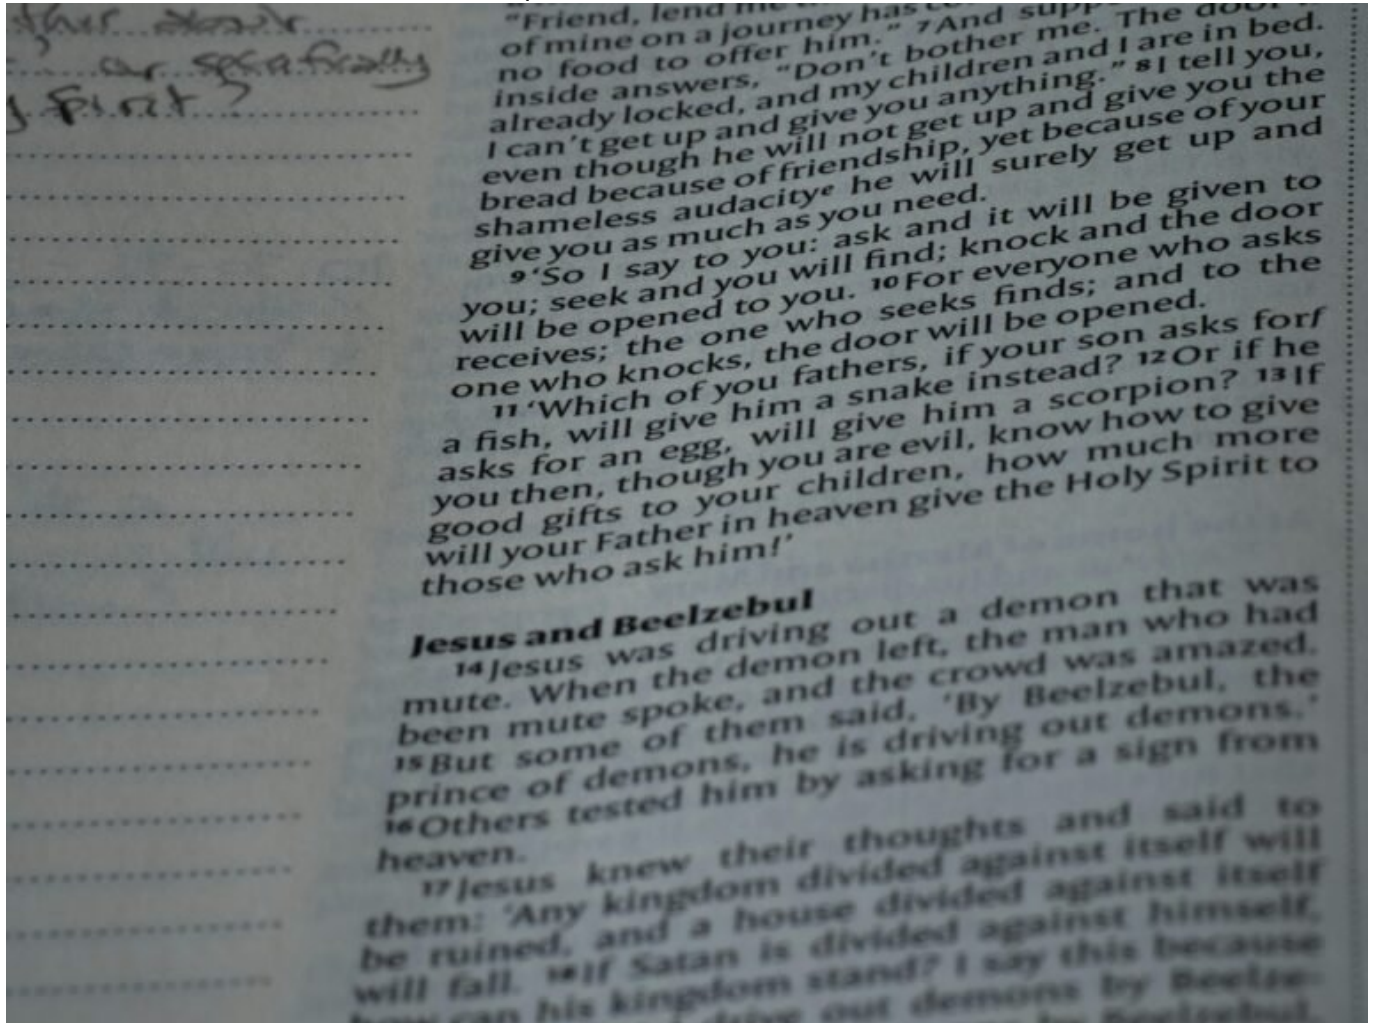 or specifically
spirit?
"Friend, lend me
of mine on a journey has
no food to offer him." 7And supp
inside answers, "Don't bother me. The door
already locked, and my children and I are in bed.
I can't get up and give you anything." 8I tell you,
even though he will not get up and give you the
bread because of friendship, yet because of your
shameless audacitye he will surely get up and
give you as much as you need.
9'So I say to you: ask and it will be given to
you; seek and you will find; knock and the door
will be opened to you. 10For everyone who asks
receives; the one who seeks finds; and to the
one who knocks, the door will be opened.
11'Which of you fathers, if your son asks forf
a fish, will give him a snake instead? 12Or if he
asks for an egg, will give him a scorpion? 13If
you then, though you are evil, know how to give
good gifts to your children, how much more
will your Father in heaven give the Holy Spirit to
those who ask him!'
Jesus and Beelzebul
14Jesus was driving out a demon that was
mute. When the demon left, the man who had
been mute spoke, and the crowd was amazed.
15But some of them said, 'By Beelzebul, the
prince of demons, he is driving out demons.'
16Others tested him by asking for a sign from
heaven.
17Jesus knew their thoughts and said to
them: 'Any kingdom divided against itself will
be ruined, and a house divided against itself
will fall. 18If Satan is divided against himself,
how can his kingdom stand? I say this because
drive out demons by Beelze-
by Beelzebul,